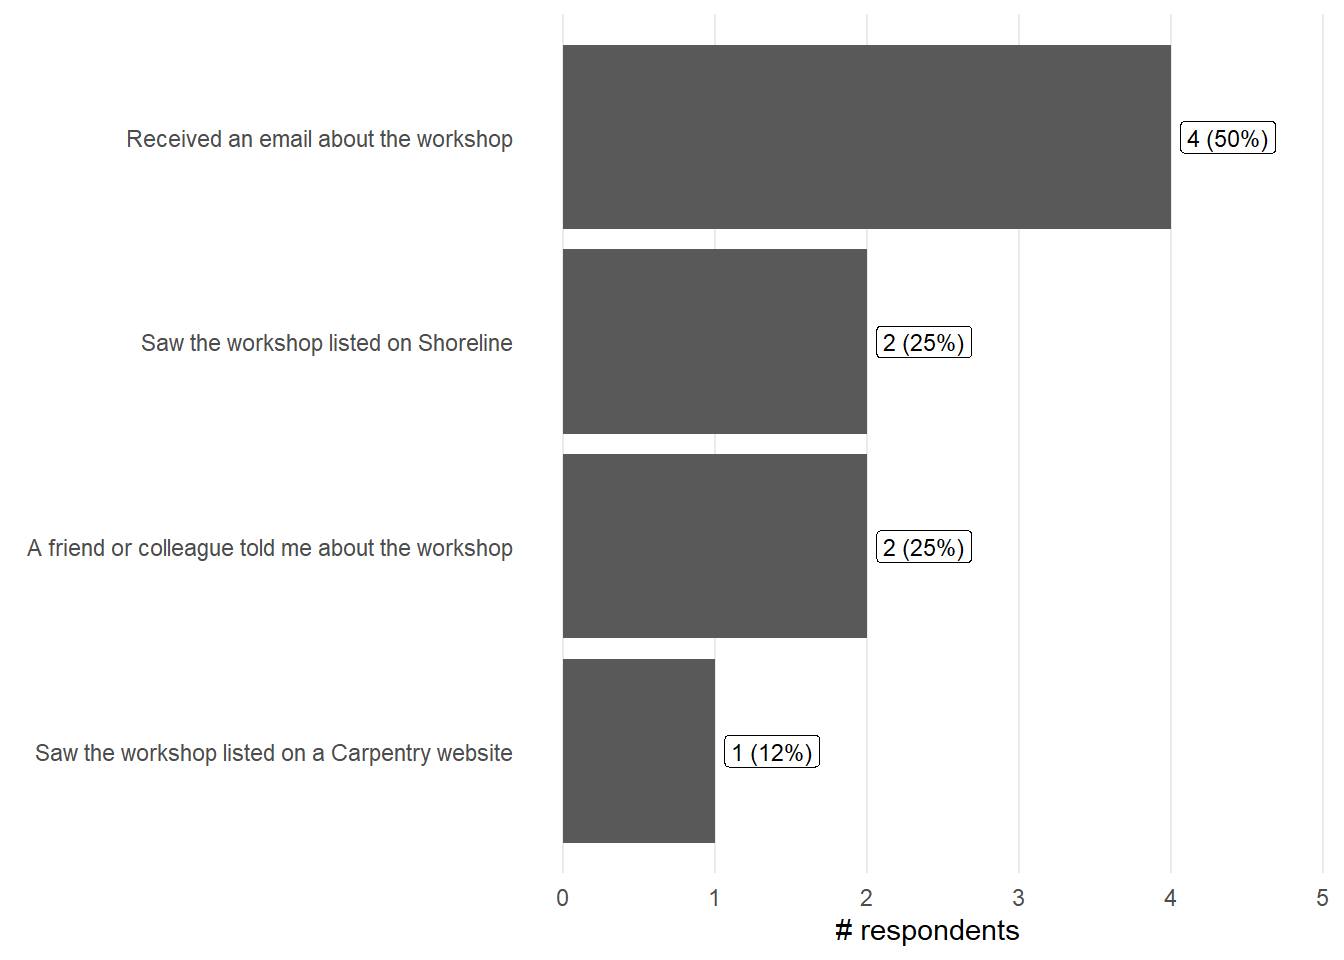 Received an email about the workshop
4 (50%)
Saw the workshop listed on Shoreline
2 (25%)
A friend or colleague told me about the workshop
2 (25%)
Saw the workshop listed on a Carpentry website
1 (12%)
0 1 2 3 4 5
# respondents